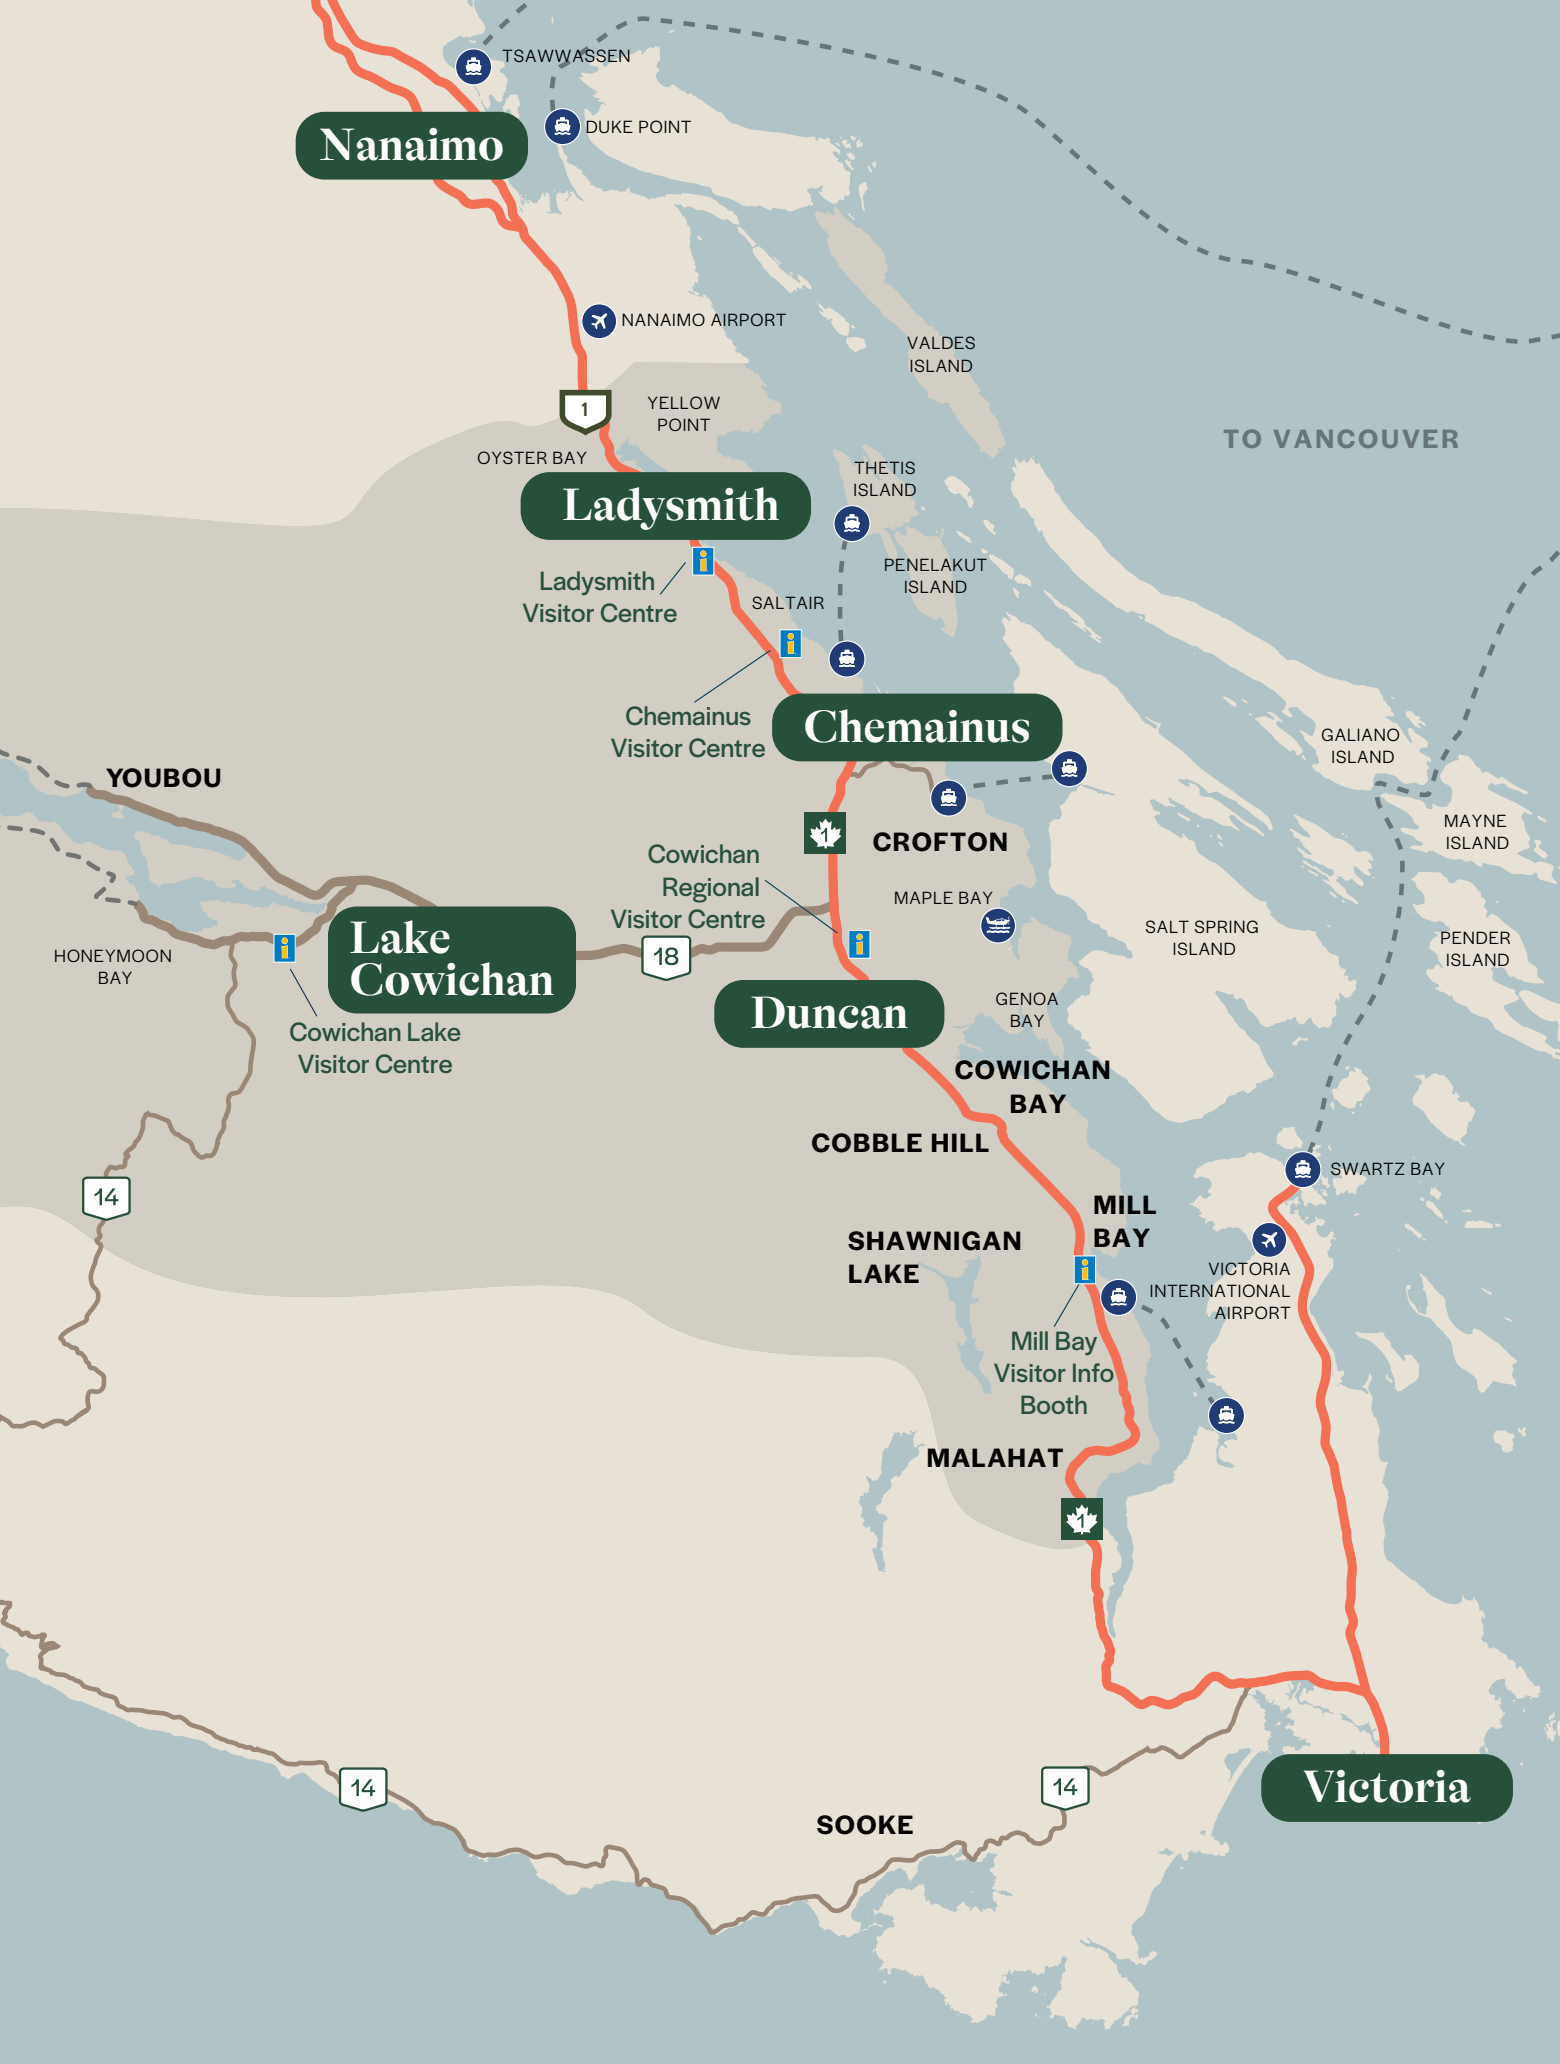 TSAWWASSEN
DUKE POINT
Nanaimo
NANAIMO AIRPORT
VALDES
ISLAND
1
YELLOW
POINT
OYSTER BAY
TO VANCOUVER
THETIS
ISLAND
Ladysmith
PENELAKUT
ISLAND
i
Ladysmith
Visitor Centre
SALTAIR
i
Chemainus
Visitor Centre
Chemainus
GALIANO
ISLAND
YOUBOU
MAYNE
ISLAND
1
CROFTON
Cowichan
Regional
Visitor Centre
MAPLE BAY
SALT SPRING
ISLAND
PENDER
ISLAND
Lake
Cowichan
i
18
i
HONEYMOON
BAY
Duncan
GENOA
BAY
Cowichan Lake
Visitor Centre
COWICHAN
BAY
COBBLE HILL
SWARTZ BAY
14
MILL
BAY
SHAWNIGAN
LAKE
i
VICTORIA
INTERNATIONAL
AIRPORT
Mill Bay
Visitor Info
Booth
MALAHAT
1
14
14
Victoria
SOOKE